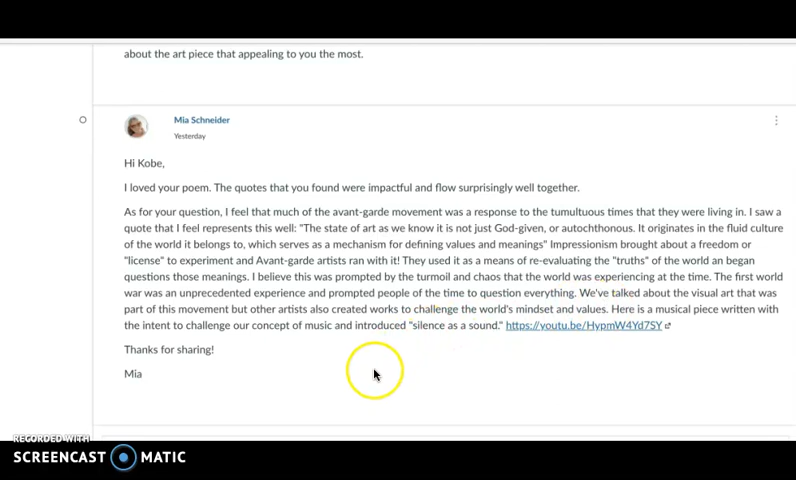 about the art piece that appealing to you the most.
Mia Schneider
Yesterday
Hi Kobe,
I loved your poem. The quotes that you found were impactful and flow surprisingly well together.
As for your question, I feel that much of the avant-garde movement was a response to the tumultuous times that they were living in. I saw a
quote that I feel represents this well: "The state of art as we know it is not just God-given, or autochthonous. It originates in the fluid culture
of the world it belongs to, which serves as a mechanism for defining values and meanings" Impressionism brought about a freedom or
"license" to experiment and Avant-garde artists ran with it! They used it as a means of re-evaluating the "truths" of the world an began
questions those meanings. I believe this was prompted by the turmoil and chaos that the world was experiencing at the time. The first world
war was an unprecedented experience and prompted people of the time to question everything. We've talked about the visual art that was
part of this movement but other artists also created works to challenge the world's mindset and values. Here is a musical piece written with
the intent to challenge our concept of music and introduced "silence as a sound." https://youtu.be/HypmW4Yd7SY
Thanks for sharing!
Mia
RECORDED WITH
SCREENCAST MATIC